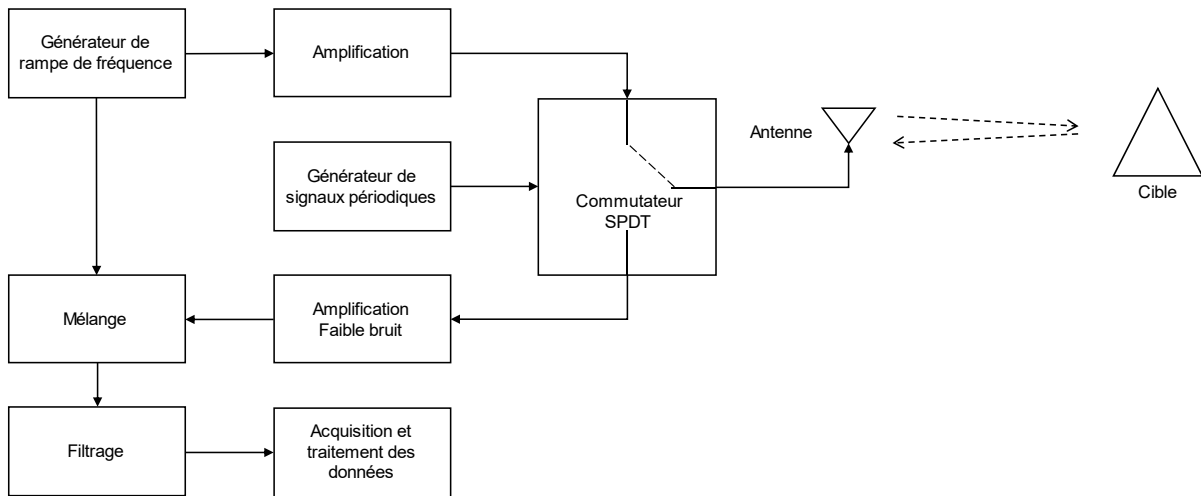 Générateur de
rampe de fréquence
Amplification
Antenne
Générateur de
signaux périodiques
Commutateur
SPDT
Cible
Mélange
Amplification
Faible bruit
Filtrage
Acquisition et
traitement des
données